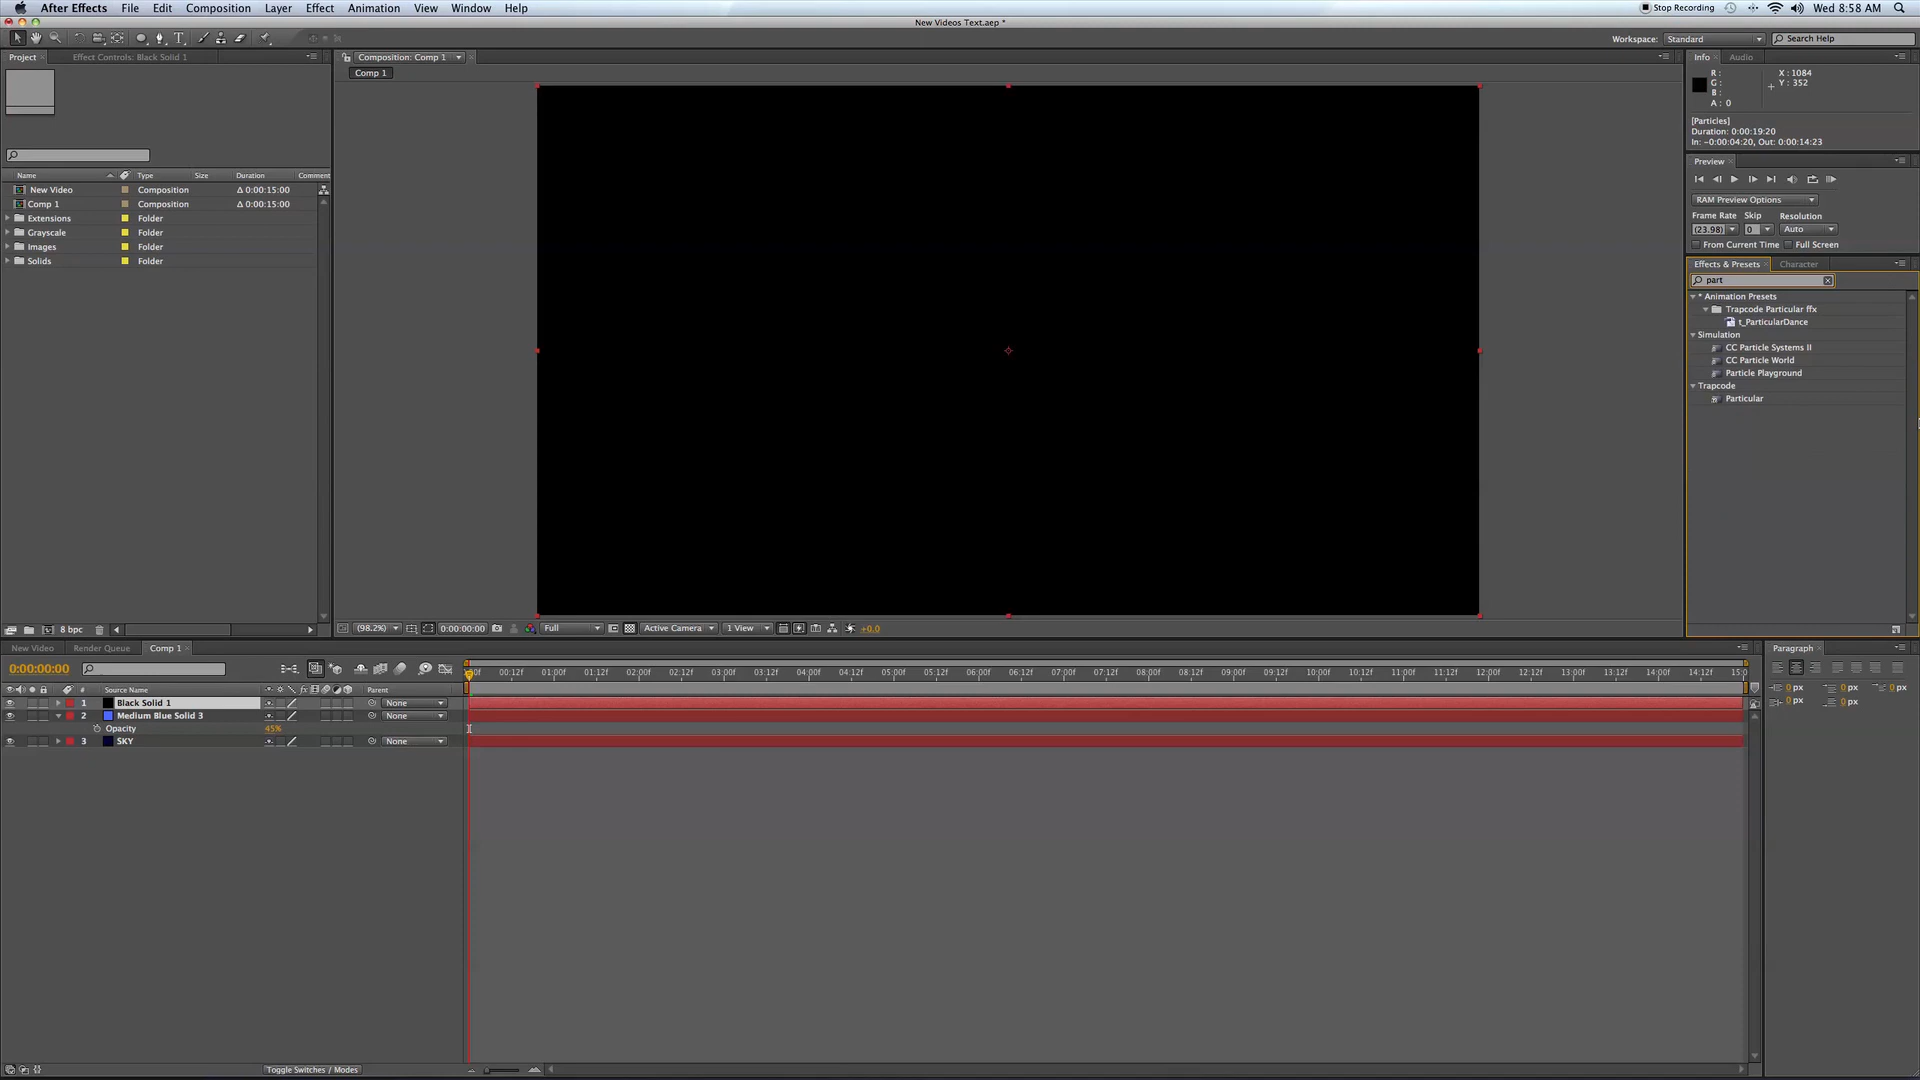 After Effects File Edit Composition Layer Effect Animation View Window Help Stop Recording Wed 8:58 AM
New Videos Text.aep *
Workspace: Standard Search Help
Project Effect Controls: Black Solid 1 Composition: Comp 1 Info Audio
Comp 1
R : X : 1084
G : Y : 352
B :
A : 0
[Particles]
Duration: 0:00:19:20
In: -0:00:04:20, Out: 0:00:14:23
Preview
Name Type Size Duration Comment
New Video Composition Δ 0:00:15:00
Comp 1 Composition Δ 0:00:15:00
Extensions Folder
Grayscale Folder
Images Folder
Solids Folder
RAM Preview Options
Frame Rate Skip Resolution
(23.98) 0 Auto
From Current Time Full Screen
Effects & Presets Character
part
* Animation Presets
Trapcode Particular ffx
t_ParticularDance
Simulation
CC Particle Systems II
CC Particle World
Particle Playground
Trapcode
Particular
8 bpc (98.2%) 0:00:00:00 Full Active Camera 1 View +0.0
New Video Render Queue Comp 1 Paragraph
0:00:00:00
00f 00:12f 01:00f 01:12f 02:00f 02:12f 03:00f 03:12f 04:00f 04:12f 05:00f 05:12f 06:00f 06:12f 07:00f 07:12f 08:00f 08:12f 09:00f 09:12f 10:00f 10:12f 11:00f 11:12f 12:00f 12:12f 13:00f 13:12f 14:00f 14:12f 15:0
# Source Name fx Parent
0 px 0 px 0 px
0 px 0 px
1 Black Solid 1 None
2 Medium Blue Solid 3 None
Opacity 45%
3 SKY None
Toggle Switches / Modes